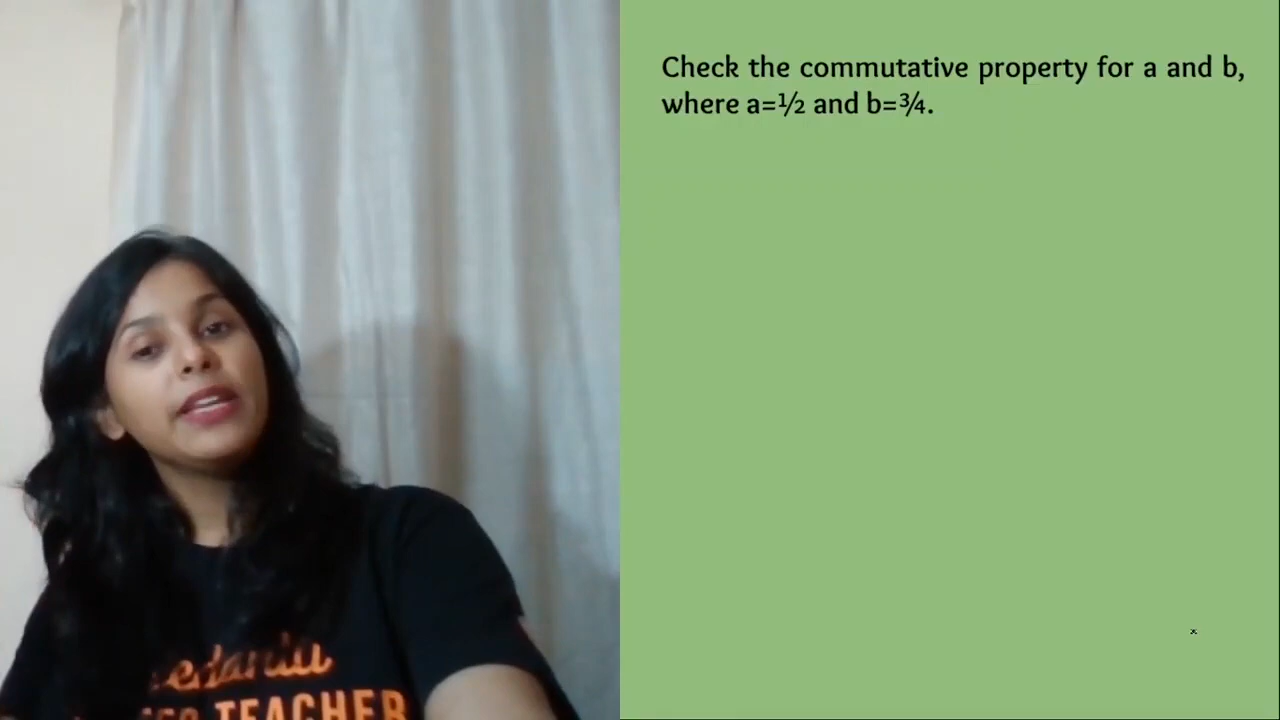 Check the commutative property for a and b,
where a=½ and b=¾.
TEACHER